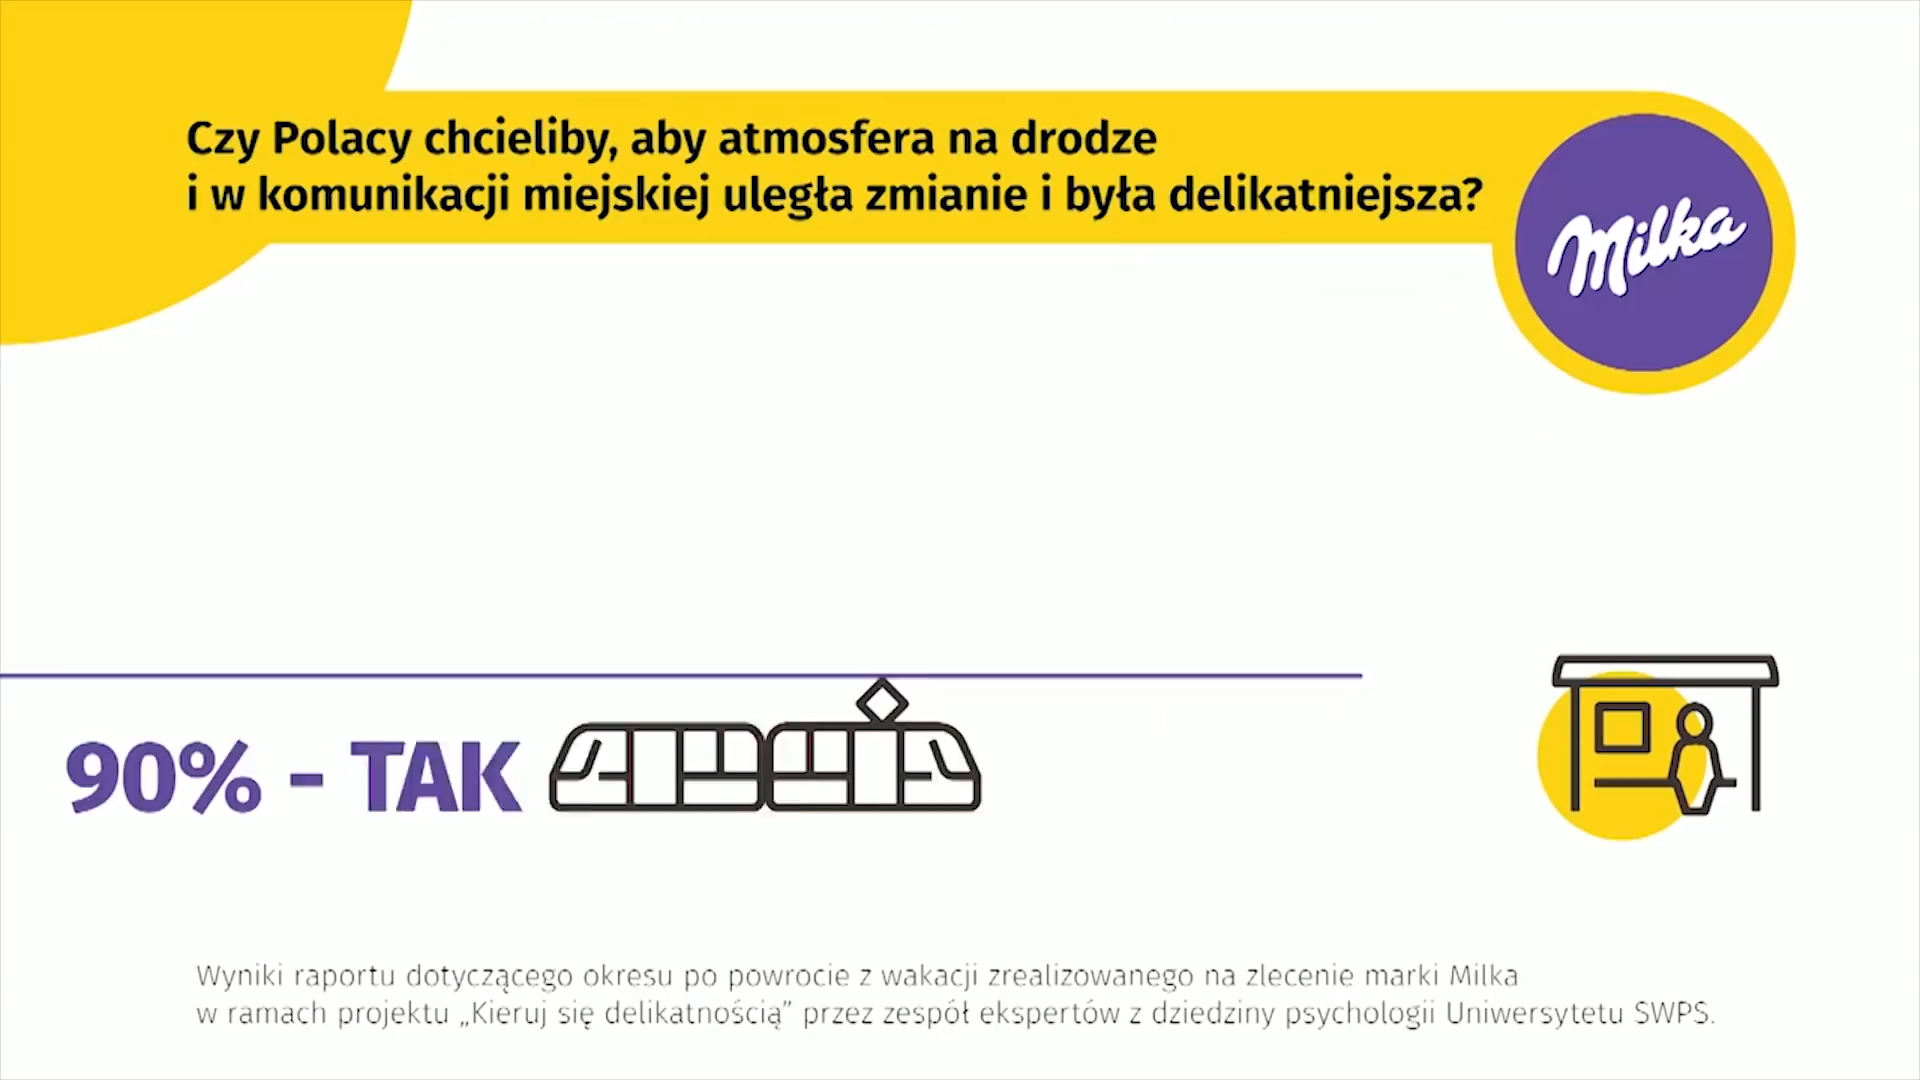 Czy Polacy chcieliby, aby atmosfera na drodze
i w komunikacji miejskiej uległa zmianie i była delikatniejsza?
Milka
90% - TAK
Wyniki raportu dotyczącego okresu po powrocie z wakacji zrealizowanego na zlecenie marki Milka
w ramach projektu „Kieruj się delikatnością” przez zespół ekspertów z dziedziny psychologii Uniwersytetu SWPS.